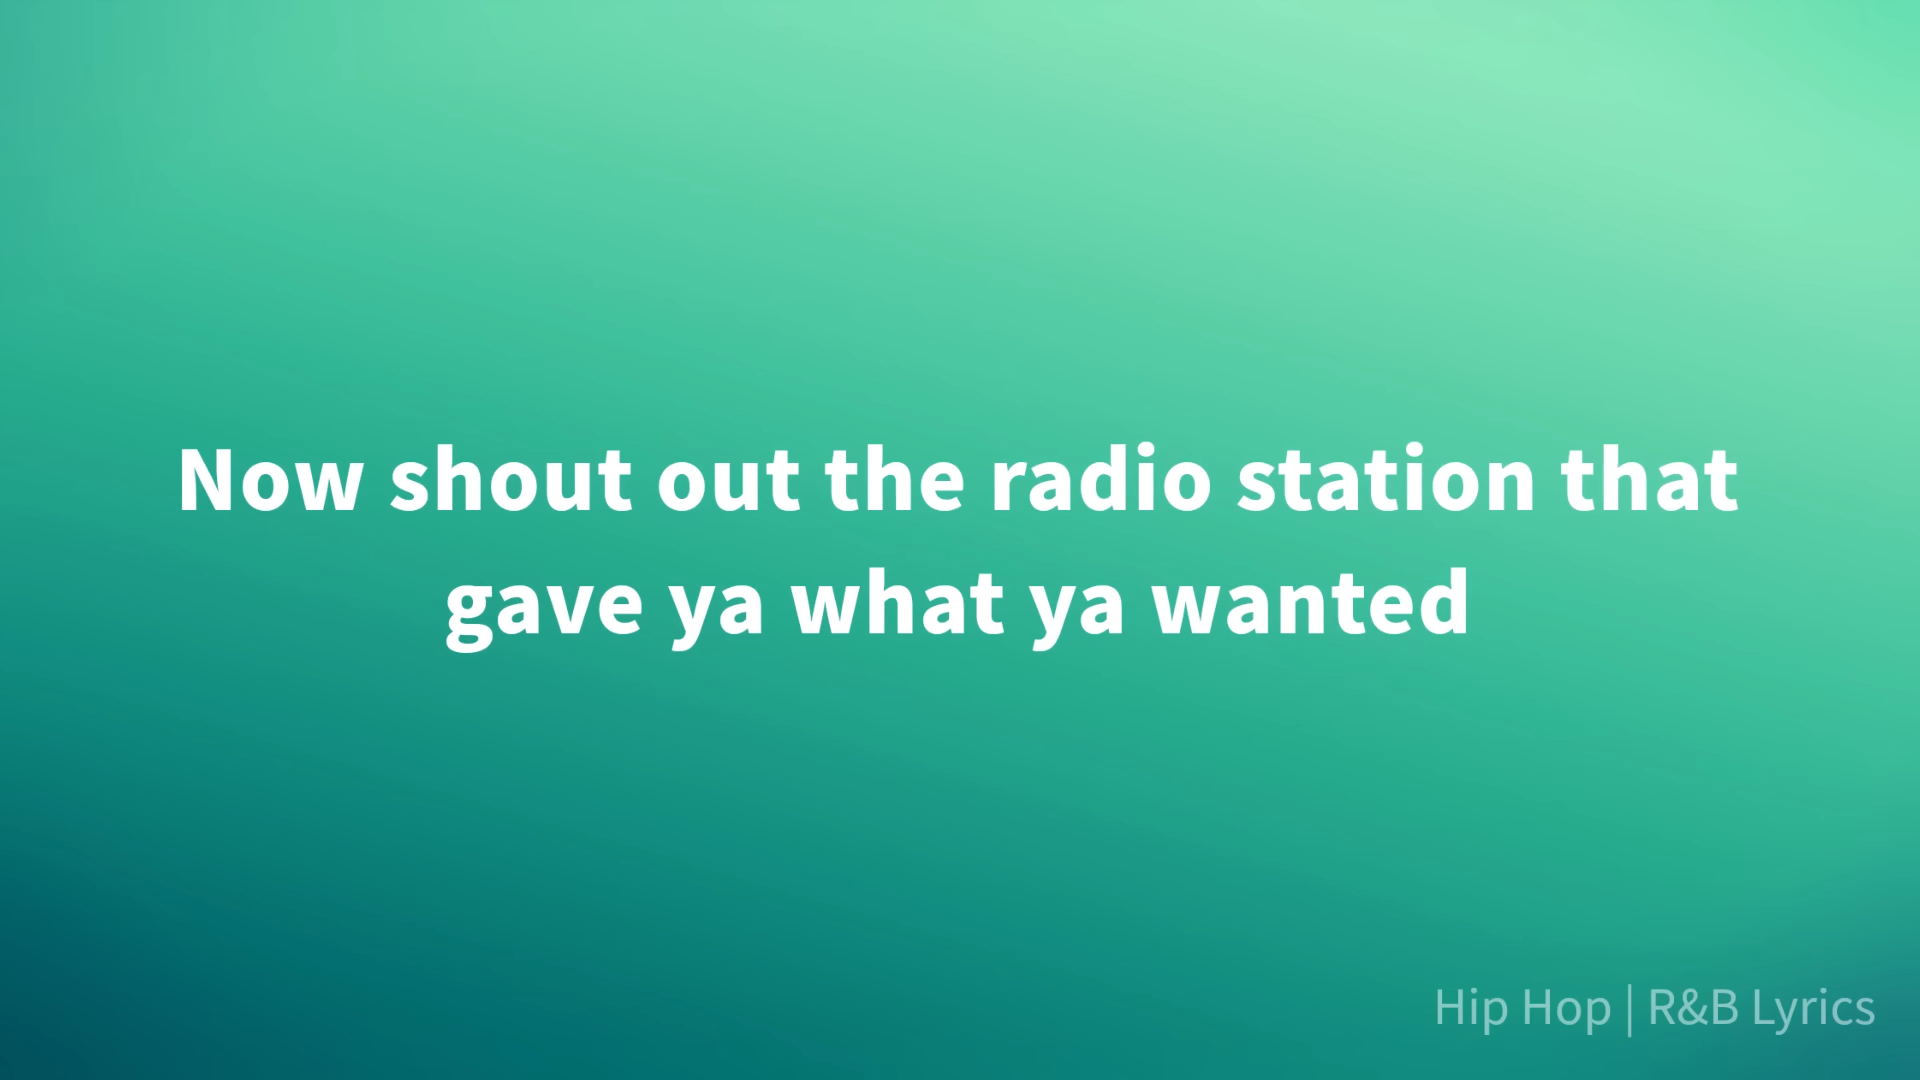 Now shout out the radio station that
gave ya what ya wanted
Hip Hop | R&B Lyrics